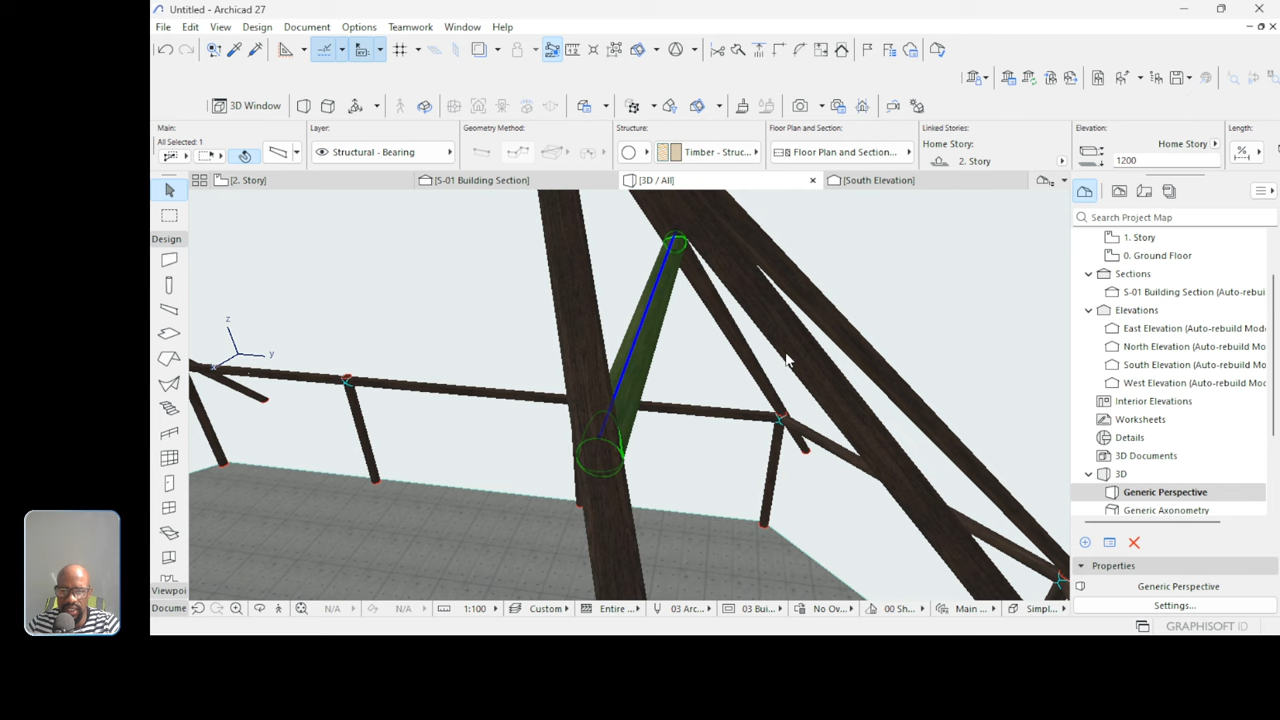 Untitled - Archicad 27
File Edit View Design Document Options Teamwork Window Help
3D Window
Main: Layer: Geometry Method: Structure: Floor Plan and Section: Linked Stories: Elevation: Length:
All Selected: 1 Structural - Bearing Timber - Struc... Floor Plan and Section... Home Story: Home Story
2. Story 1200
[2. Story] [S-01 Building Section] [3D / All] [South Elevation]
Search Project Map
Design
1. Story
0. Ground Floor
Sections
S-01 Building Section (Auto-rebui
Elevations
East Elevation (Auto-rebuild Mode
North Elevation (Auto-rebuild Mo
South Elevation (Auto-rebuild Mo
West Elevation (Auto-rebuild Mod
Interior Elevations
Worksheets
Details
3D Documents
3D
Generic Perspective
Generic Axonometry
z
y
x
Properties
Generic Perspective
Settings...
Viewpoi
Docume N/A N/A 1:100 Custom Entire ... 03 Arc... 03 Bui... No Ov... 00 Sh... Main ... Simpl...
GRAPHISOFT ID